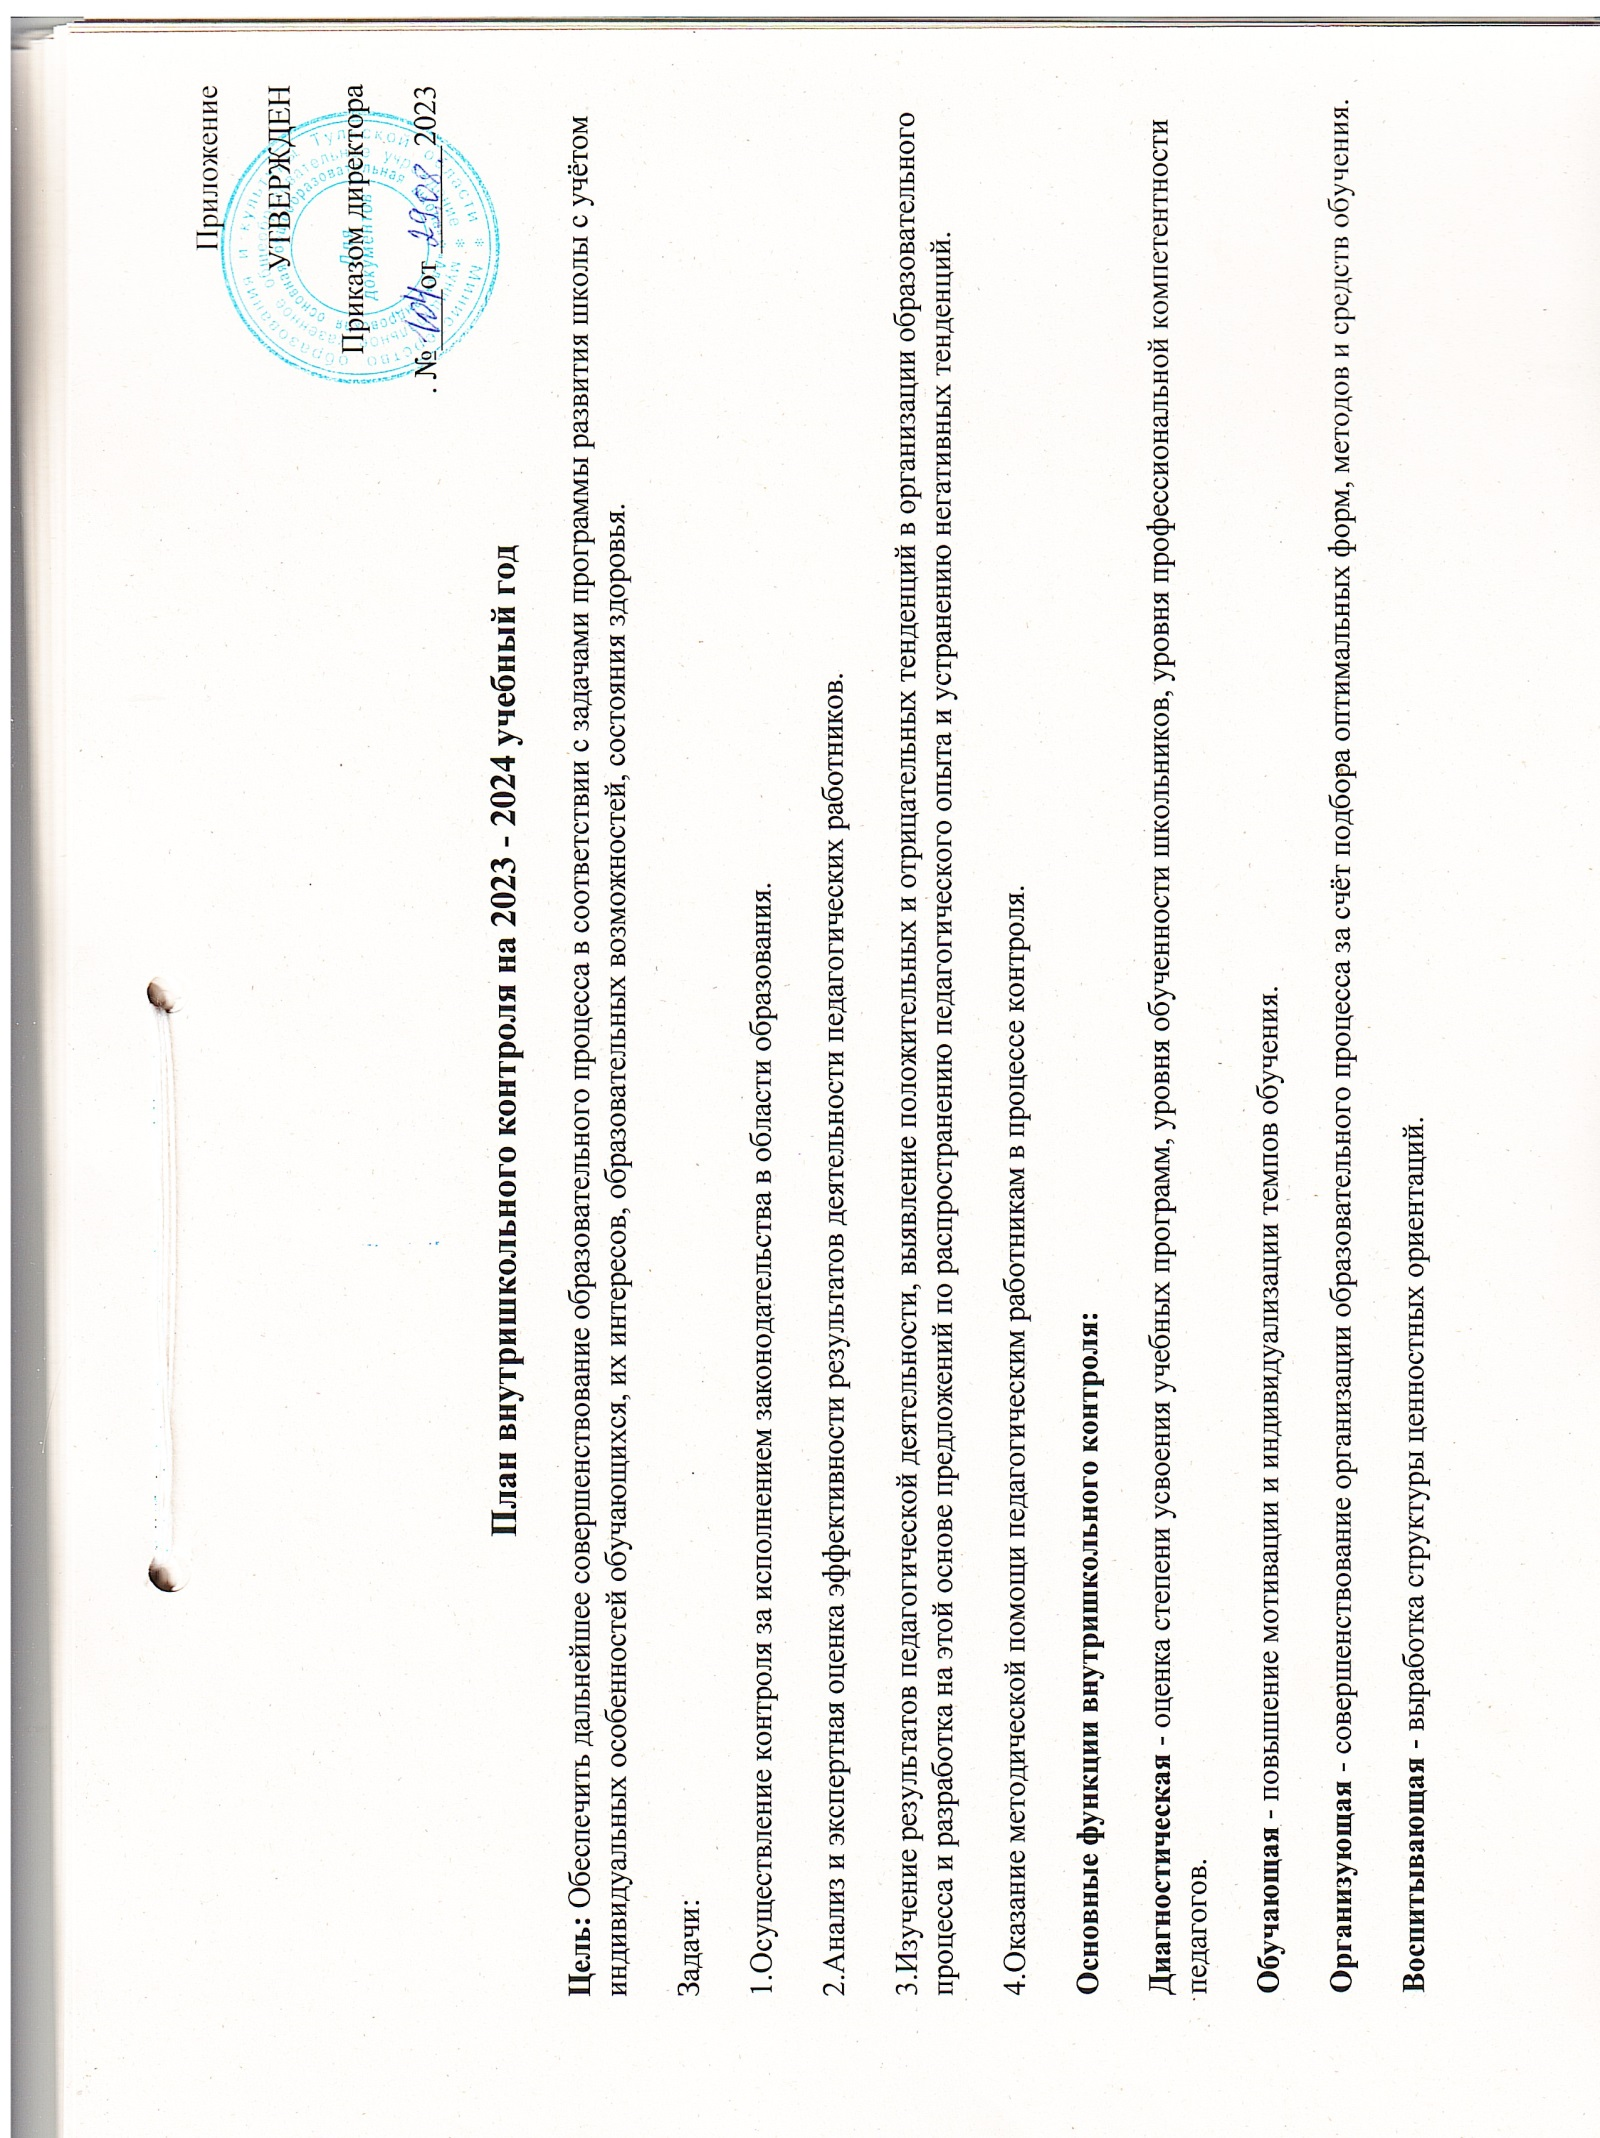 Приложение
УТВЕРЖДЕН
Приказом директора
. № 104 от 29.08. 2023
План внутришкольного контроля на 2023 - 2024 учебный год
Цель: Обеспечить дальнейшее совершенствование образовательного процесса в соответствии с задачами программы развития школы с учётом
индивидуальных особенностей обучающихся, их интересов, образовательных возможностей, состояния здоровья.
Задачи:
1.Осуществление контроля за исполнением законодательства в области образования.
2.Анализ и экспертная оценка эффективности результатов деятельности педагогических работников.
3.Изучение результатов педагогической деятельности, выявление положительных и отрицательных тенденций в организации образовательного
процесса и разработка на этой основе предложений по распространению педагогического опыта и устранению негативных тенденций.
4.Оказание методической помощи педагогическим работникам в процессе контроля.
Основные функции внутришкольного контроля:
Диагностическая - оценка степени усвоения учебных программ, уровня обученности школьников, уровня профессиональной компетентности
педагогов.
Обучающая - повышение мотивации и индивидуализации темпов обучения.
Организующая - совершенствование организации образовательного процесса за счёт подбора оптимальных форм, методов и средств обучения.
Воспитывающая - выработка структуры ценностных ориентаций.
Для
документов